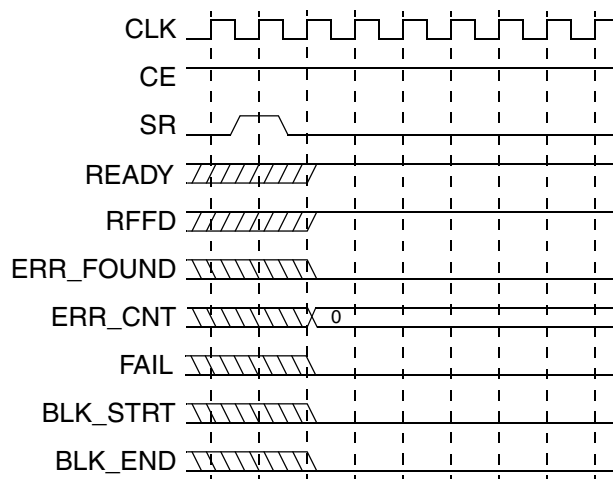 CLK
CE
SR
READY
RFFD
ERR_FOUND
ERR_CNT 0
FAIL
BLK_STRT
BLK_END